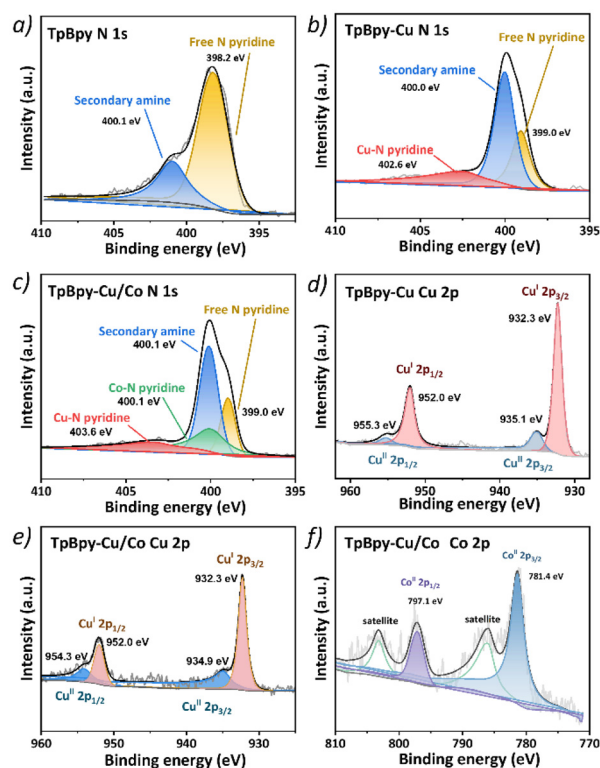 a) TpBpy N 1s
Free N pyridine
398.2 eV
Secondary amine
400.1 eV
Intensity (a.u.)
410 405 400 395
Binding energy (eV)
b) TpBpy-Cu N 1s
400.0 eV
Free N pyridine
Secondary amine
399.0 eV
Cu-N pyridine
402.6 eV
Intensity (a.u.)
410 405 400 395
Binding energy (eV)
c) TpBpy-Cu/Co N 1s
Free N pyridine
Secondary amine
400.1 eV
Co-N pyridine
400.1 eV
Cu-N pyridine
403.6 eV
399.0 eV
Intensity (a.u.)
410 405 400 395
Binding energy (eV)
d) TpBpy-Cu Cu 2p
Cuᴵ 2p₃/₂
932.3 eV
Cuᴵ 2p₁/₂
952.0 eV
955.3 eV
935.1 eV
Cuᴵᴵ 2p₁/₂
Cuᴵᴵ 2p₃/₂
Intensity (a.u.)
960 950 940 930
Binding energy (eV)
e) TpBpy-Cu/Co Cu 2p
Cuᴵ 2p₃/₂
932.3 eV
Cuᴵ 2p₁/₂
952.0 eV
954.3 eV
934.9 eV
Cuᴵᴵ 2p₁/₂
Cuᴵᴵ 2p₃/₂
Intensity (a.u.)
960 950 940 930
Binding energy (eV)
f) TpBpy-Cu/Co Co 2p
Coᴵᴵ 2p₃/₂
781.4 eV
Coᴵᴵ 2p₁/₂
797.1 eV
satellite
satellite
Intensity (a.u.)
810 800 790 780 770
Binding energy (eV)